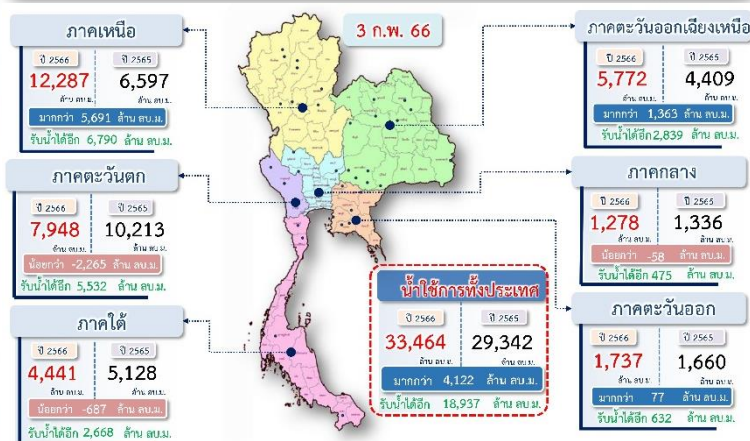 ภาคเหนือ
ปี 2566 ปี 2565
12,287 6,597
ล้าน ลบ.ม. ล้าน ลบ.ม.
มากกว่า 5,691 ล้าน ลบ.ม.
รับน้ำได้อีก 6,790 ล้าน ลบ.ม.
3 ก.พ. 66
ภาคตะวันออกเฉียงเหนือ
ปี 2566 ปี 2565
5,772 4,409
ล้าน ลบ.ม. ล้าน ลบ.ม.
มากกว่า 1,363 ล้าน ลบ.ม.
รับน้ำได้อีก 2,839 ล้าน ลบ.ม.
ภาคตะวันตก
ปี 2566 ปี 2565
7,948 10,213
ล้าน ลบ.ม. ล้าน ลบ.ม.
น้อยกว่า -2,265 ล้าน ลบ.ม.
รับน้ำได้อีก 5,532 ล้าน ลบ.ม.
ภาคกลาง
ปี 2566 ปี 2565
1,278 1,336
ล้าน ลบ.ม. ล้าน ลบ.ม.
น้อยกว่า -58 ล้าน ลบ.ม.
รับน้ำได้อีก 475 ล้าน ลบ.ม.
ภาคใต้
ปี 2566 ปี 2565
4,441 5,128
ล้าน ลบ.ม. ล้าน ลบ.ม.
น้อยกว่า -687 ล้าน ลบ.ม.
รับน้ำได้อีก 2,668 ล้าน ลบ.ม.
น้ำใช้การทั้งประเทศ
ปี 2566 ปี 2565
33,464 29,342
ล้าน ลบ.ม. ล้าน ลบ.ม.
มากกว่า 4,122 ล้าน ลบ.ม.
รับน้ำได้อีก 18,937 ล้าน ลบ.ม.
ภาคตะวันออก
ปี 2566 ปี 2565
1,737 1,660
ล้าน ลบ.ม. ล้าน ลบ.ม.
มากกว่า 77 ล้าน ลบ.ม.
รับน้ำได้อีก 632 ล้าน ลบ.ม.